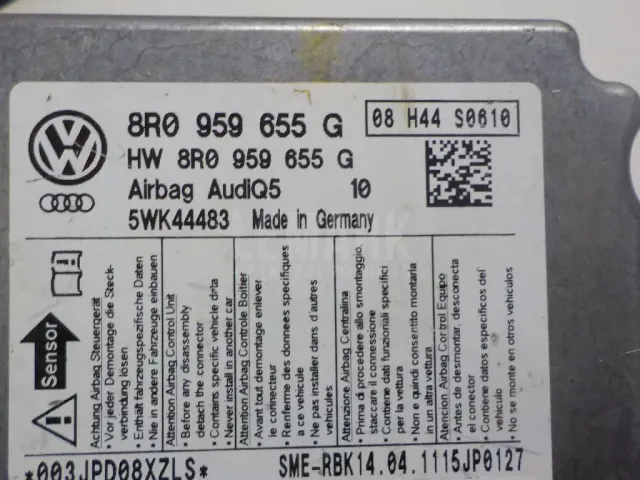 8R0 959 655 G
08 H44 S0610
HW 8R0 959 655 G
Airbag AudiQ5 10
5WK44483 Made in Germany
Sensor
Achtung Airbag Steuergerät
• Vor jeder Demontage die Steck-
verbindung lösen
• Enthält fahrzeugspezifische Daten
• Nie in andere Fahrzeuge einbauen
Attention Airbag Control Unit
• Before any disassembly
detach the connector
• Contains specific vehicle data
• Never install in another car
Attention Airbag Controle Boitier
• Avant tout demontage enlever
le connecteur
• Renferme des donnees specifiques
a ce vehicule
• Ne pas installer dans d'autres
vehicules
Attenzione Airbag Centralina
• Prima di procedere allo smontaggio,
staccare il connessione
• Contiene dati funzionali specifici
per la vettura
• Non e quindi consentito montarla
in un altra vettura
Atencion Airbag Control Equipo
• Antes de desmontar, desconecta
el conector
• Contiene datos especificos del
vehiculo
• No se monte en otros vehiculos
*003JPD08XZLS*
SME-RBK14.04.1115JP0127